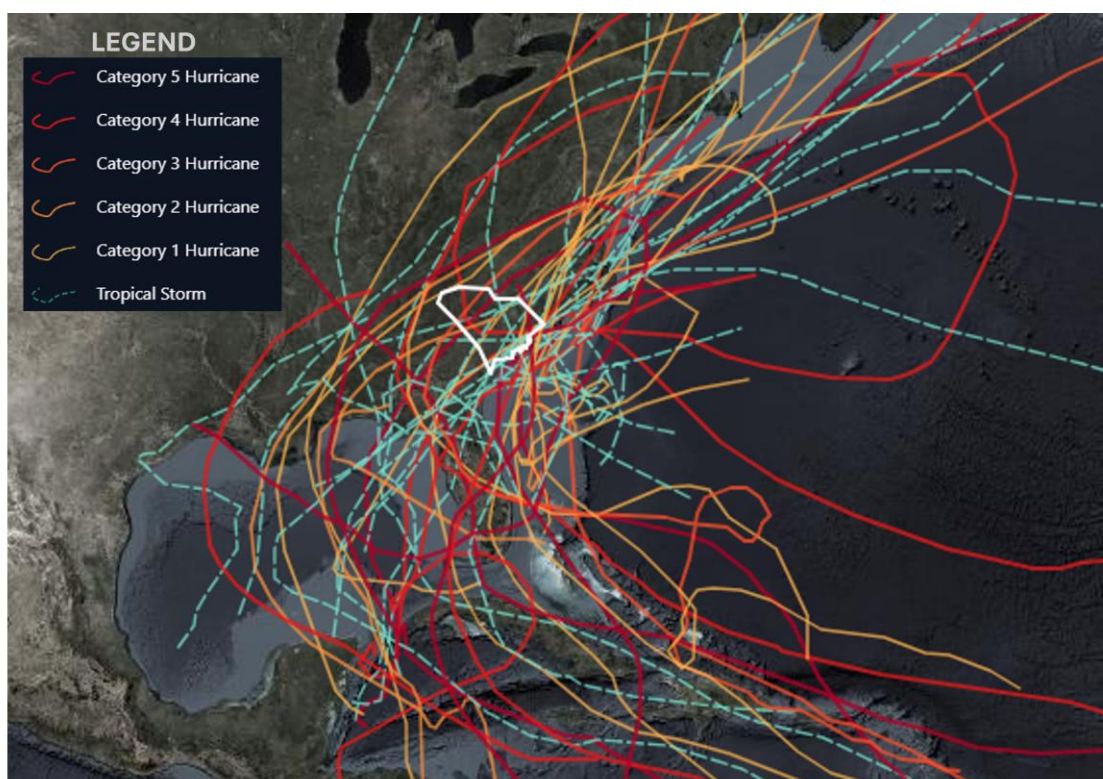 LEGEND
Category 5 Hurricane
Category 4 Hurricane
Category 3 Hurricane
Category 2 Hurricane
Category 1 Hurricane
Tropical Storm